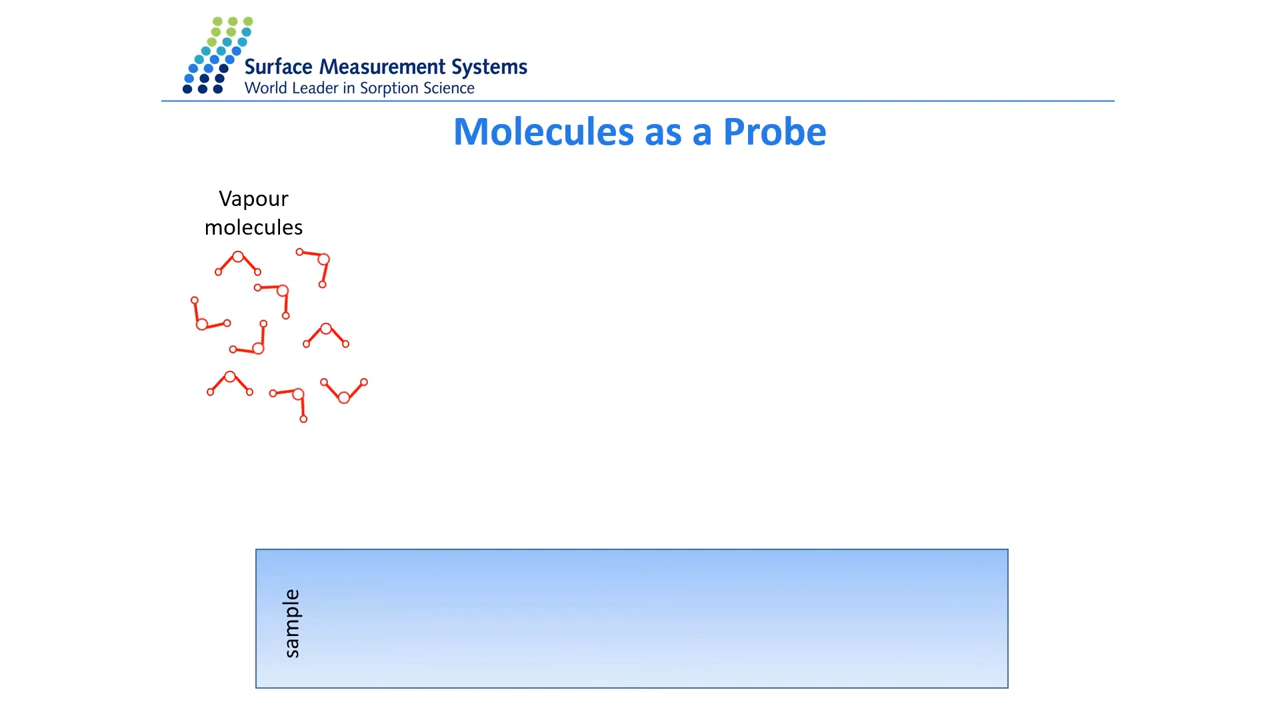 Surface Measurement Systems
World Leader in Sorption Science
Molecules as a Probe
Vapour
molecules
sample